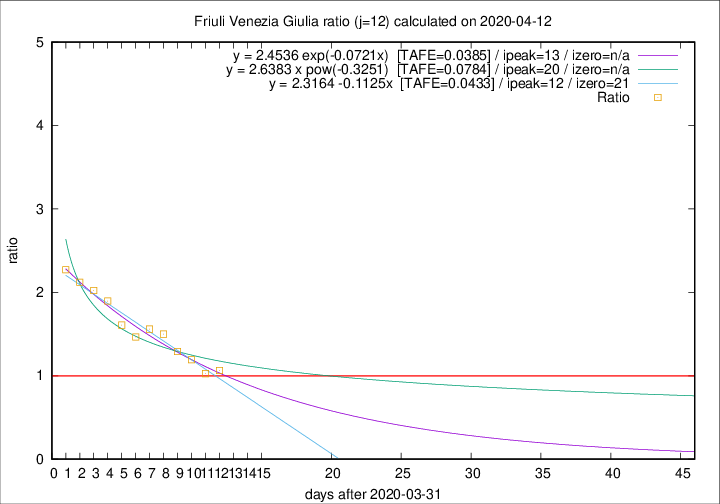 Friuli Venezia Giulia ratio (j=12) calculated on 2020-04-12
y = 2.4536 exp(-0.0721x) [TAFE=0.0385] / ipeak=13 / izero=n/a
y = 2.6383 x pow(-0.3251) [TAFE=0.0784] / ipeak=20 / izero=n/a
y = 2.3164 -0.1125x [TAFE=0.0433] / ipeak=12 / izero=21
Ratio
5
4
3
2
1
0
ratio
0 1 2 3 4 5 6 7 8 9 10 11 12 13 14 15 20 25 30 35 40 45
days after 2020-03-31